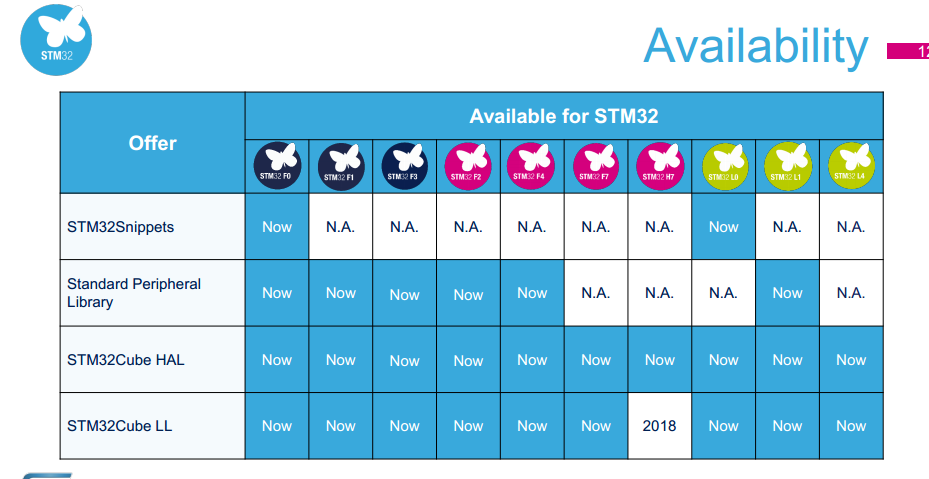 STM32
Availability
12
Offer
Available for STM32
STM32 F0 STM32 F1 STM32 F3 STM32 F2 STM32 F4 STM32 F7 STM32 H7 STM32 L0 STM32 L1 STM32 L4
STM32Snippets Now N.A. N.A. N.A. N.A. N.A. N.A. Now N.A. N.A.
Standard Peripheral
Library Now Now Now Now Now N.A. N.A. N.A. Now N.A.
STM32Cube HAL Now Now Now Now Now Now Now Now Now Now
STM32Cube LL Now Now Now Now Now Now 2018 Now Now Now